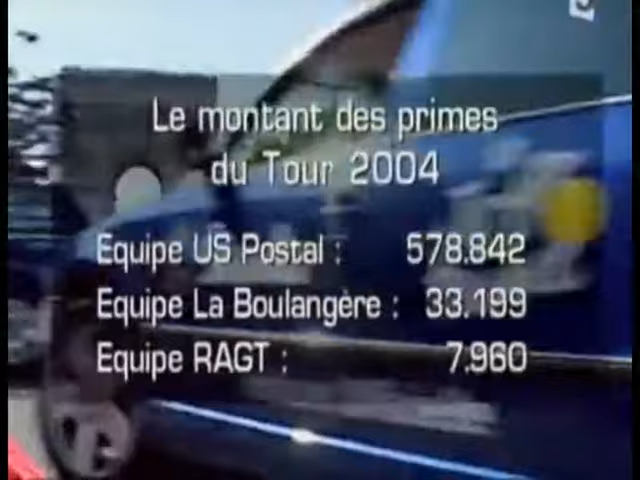 Le montant des primes
du Tour 2004
Equipe US Postal : 578.842
Equipe La Boulangère : 33.199
Equipe RAGT : 7.960